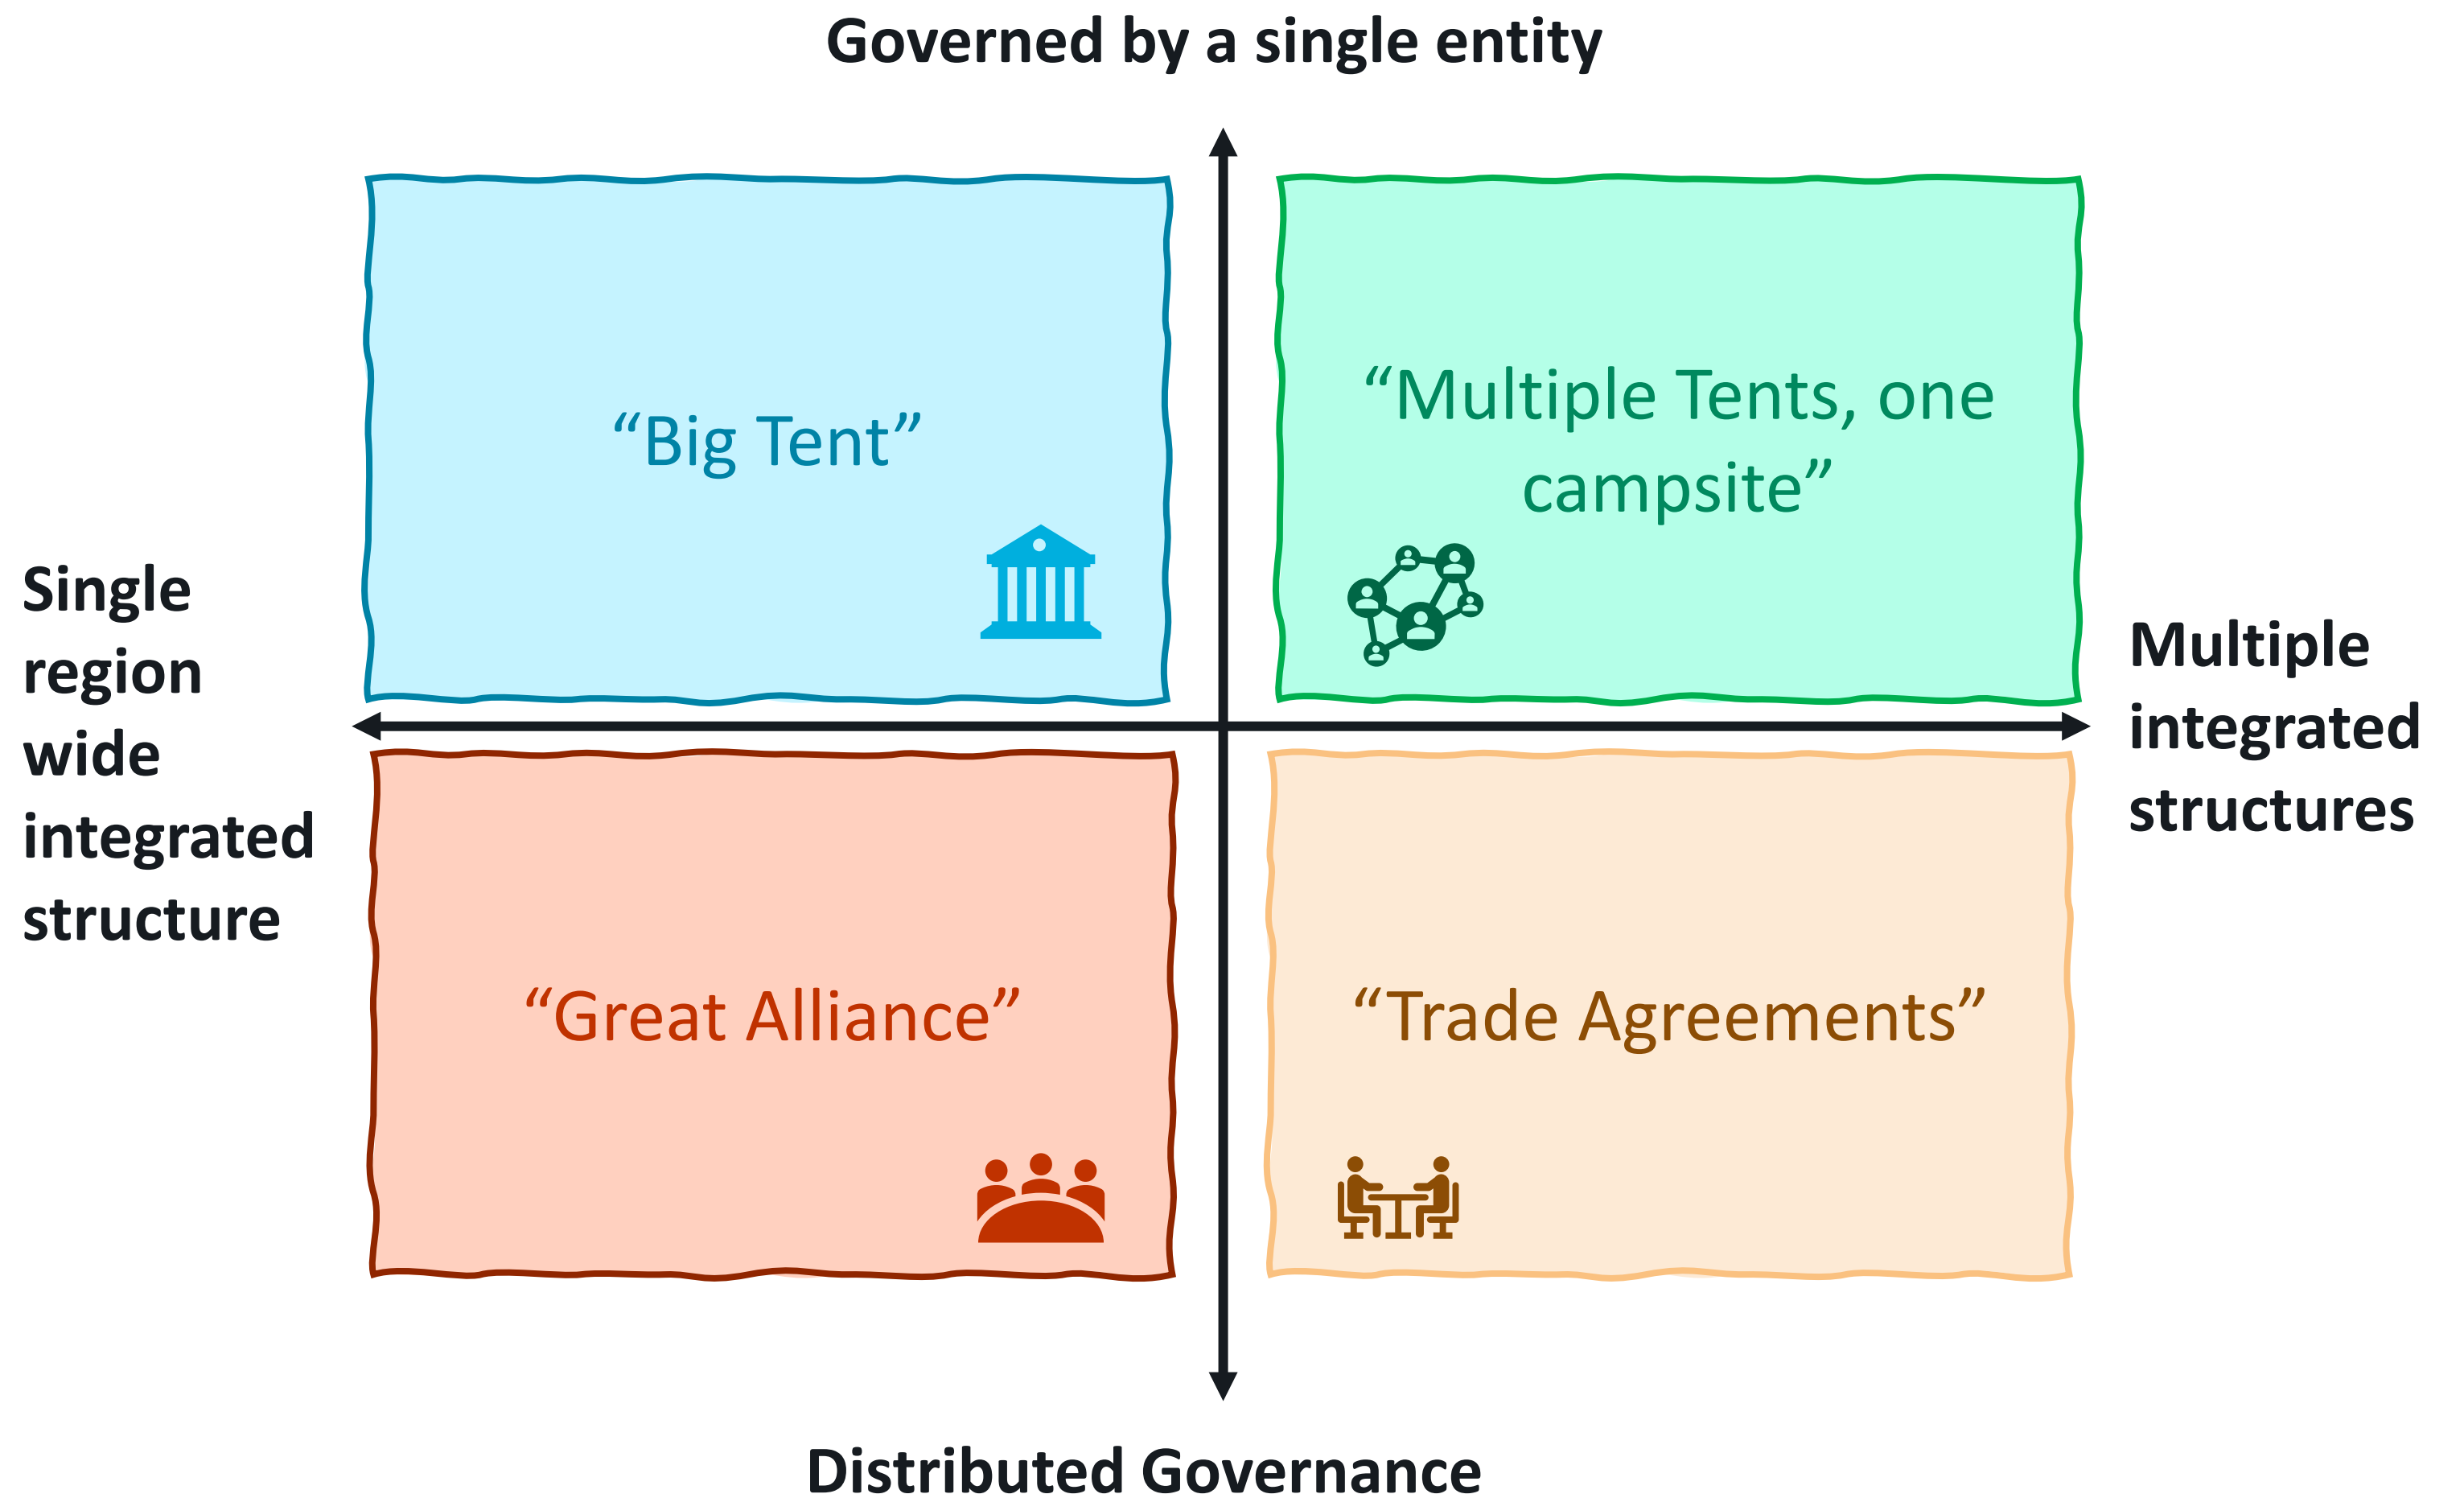 Governed by a single entity
“Big Tent”
“Multiple Tents, one
campsite”
Single
region
wide
integrated
structure
Multiple
integrated
structures
“Great Alliance”
“Trade Agreements”
Distributed Governance